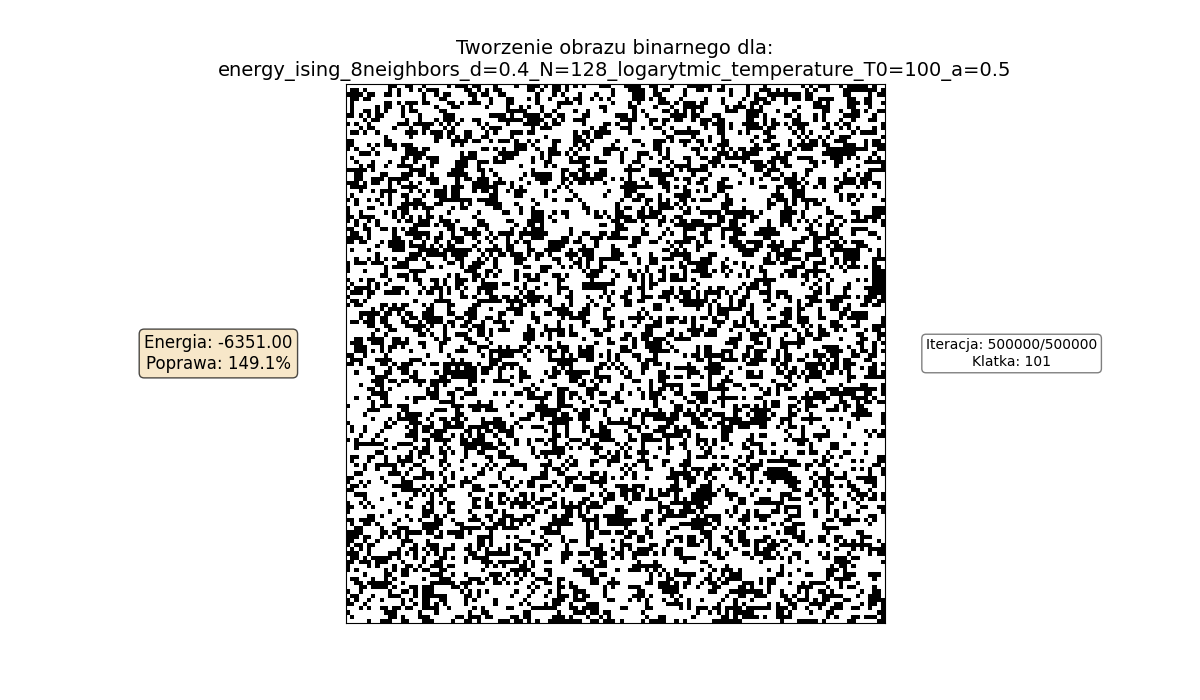 Tworzenie obrazu binarnego dla:
energy_ising_8neighbors_d=0.4_N=128_logarytmic_temperature_T0=100_a=0.5
Energia: -6351.00
Poprawa: 149.1%
Iteracja: 500000/500000
Klatka: 101